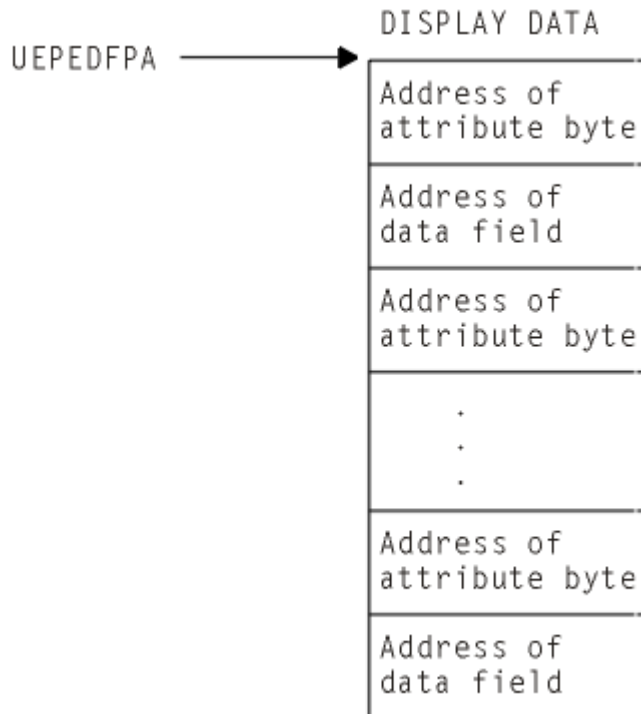 DISPLAY DATA
UEPEDFPA
Address of
attribute byte
Address of
data field
Address of
attribute byte
.
.
.
Address of
attribute byte
Address of
data field